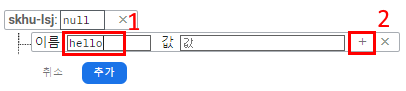 skhu-lsj: null × 1 2
이름 hello 값 값 + ×
취소 추가